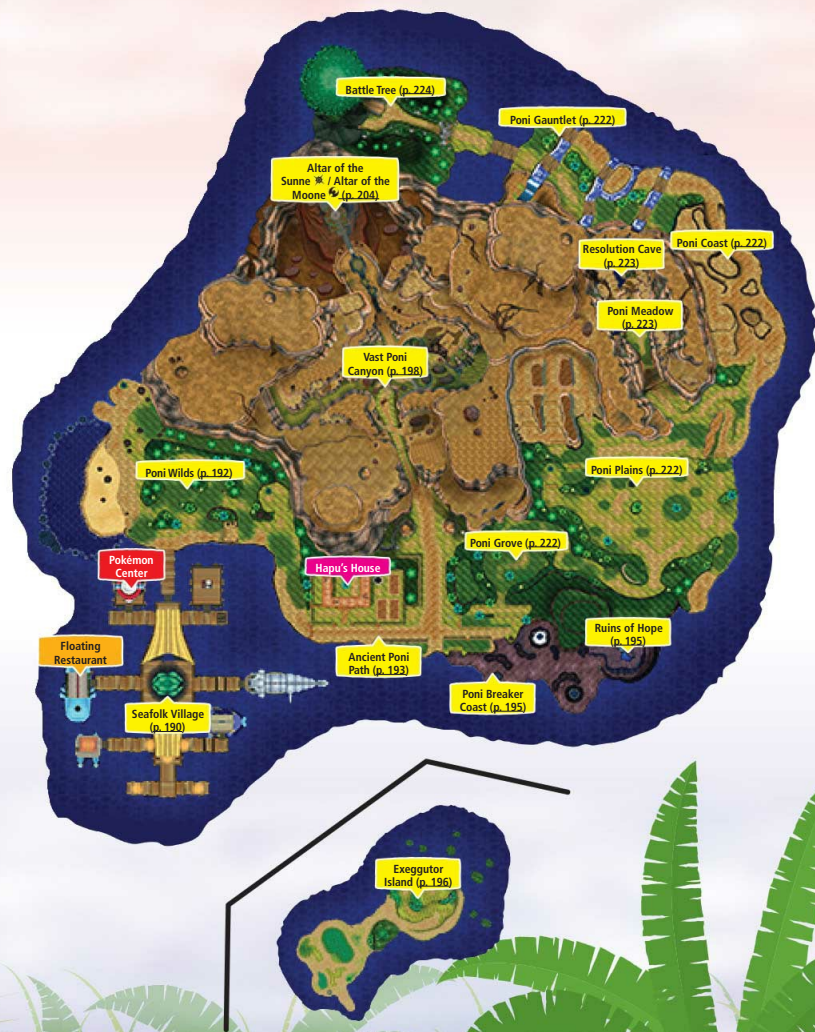 Battle Tree (p. 224)
Poni Gauntlet (p. 222)
Altar of the
Sunne / Altar of the
Moone (p. 204)
Resolution Cave
(p. 223)
Poni Coast (p. 222)
Poni Meadow
(p. 223)
Vast Poni
Canyon (p. 198)
Poni Wilds (p. 192)
Poni Plains (p. 222)
Poni Grove (p. 222)
Pokémon
Center
Hapu's House
Floating
Restaurant
Ancient Poni
Path (p. 193)
Ruins of Hope
(p. 195)
Seafolk Village
(p. 190)
Poni Breaker
Coast (p. 195)
Exeggutor
Island (p. 196)